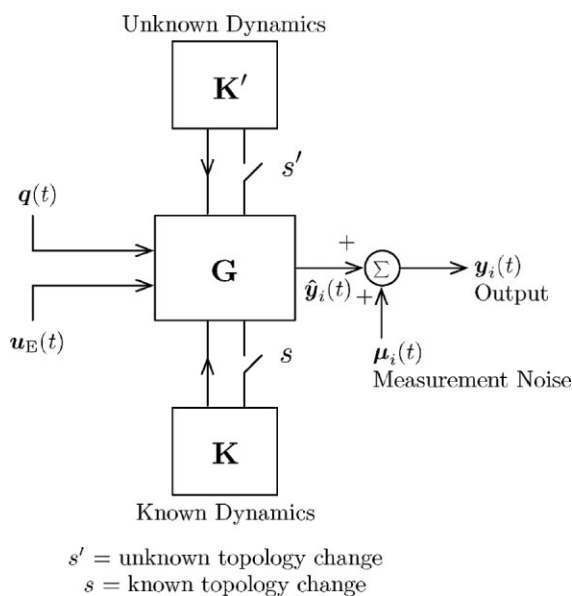 Unknown Dynamics
K′
s′
q(t)
G
+
Σ
y_i(t)
Output
ŷ_i(t)
+
u_E(t)
s
μ_i(t)
Measurement Noise
K
Known Dynamics
s′ = unknown topology change
s = known topology change